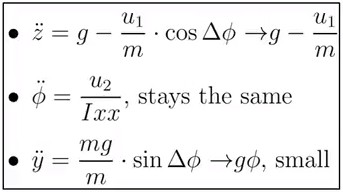 • z̈ = g − u₁/m · cos Δϕ → g − u₁/m
• ϕ̈ = u₂/Ixx, stays the same
• ÿ = mg/m · sin Δϕ → gϕ, small